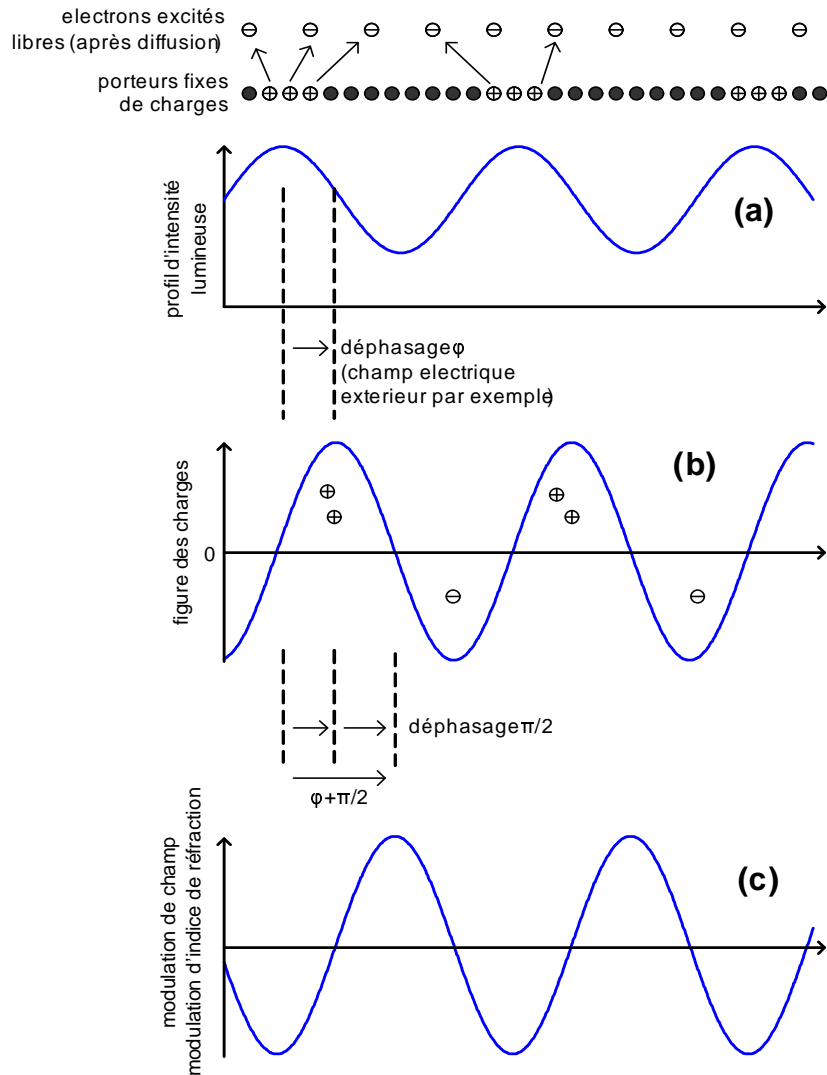 electrons excités
libres (après diffusion)
porteurs fixes
de charges
(a)
profil d'intensité
lumineuse
déphasageφ
(champ electrique
exterieur par exemple)
(b)
figure des charges
0
déphasageπ/2
φ+π/2
(c)
modulation de champ
modulation d'indice de réfraction